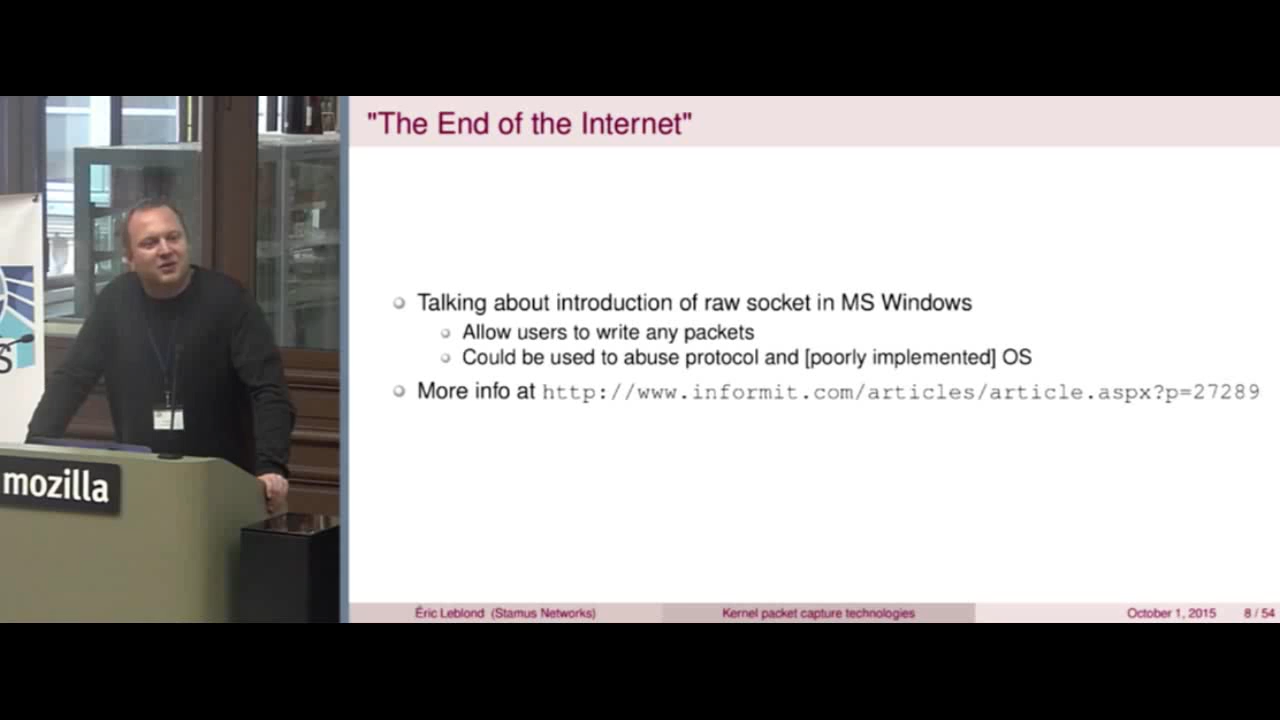 "The End of the Internet"
Talking about introduction of raw socket in MS Windows
Allow users to write any packets
Could be used to abuse protocol and [poorly implemented] OS
More info at http://www.informit.com/articles/article.aspx?p=27289
mozilla
S
Éric Leblond (Stamus Networks)
Kernel packet capture technologies
October 1, 2015
8 / 54